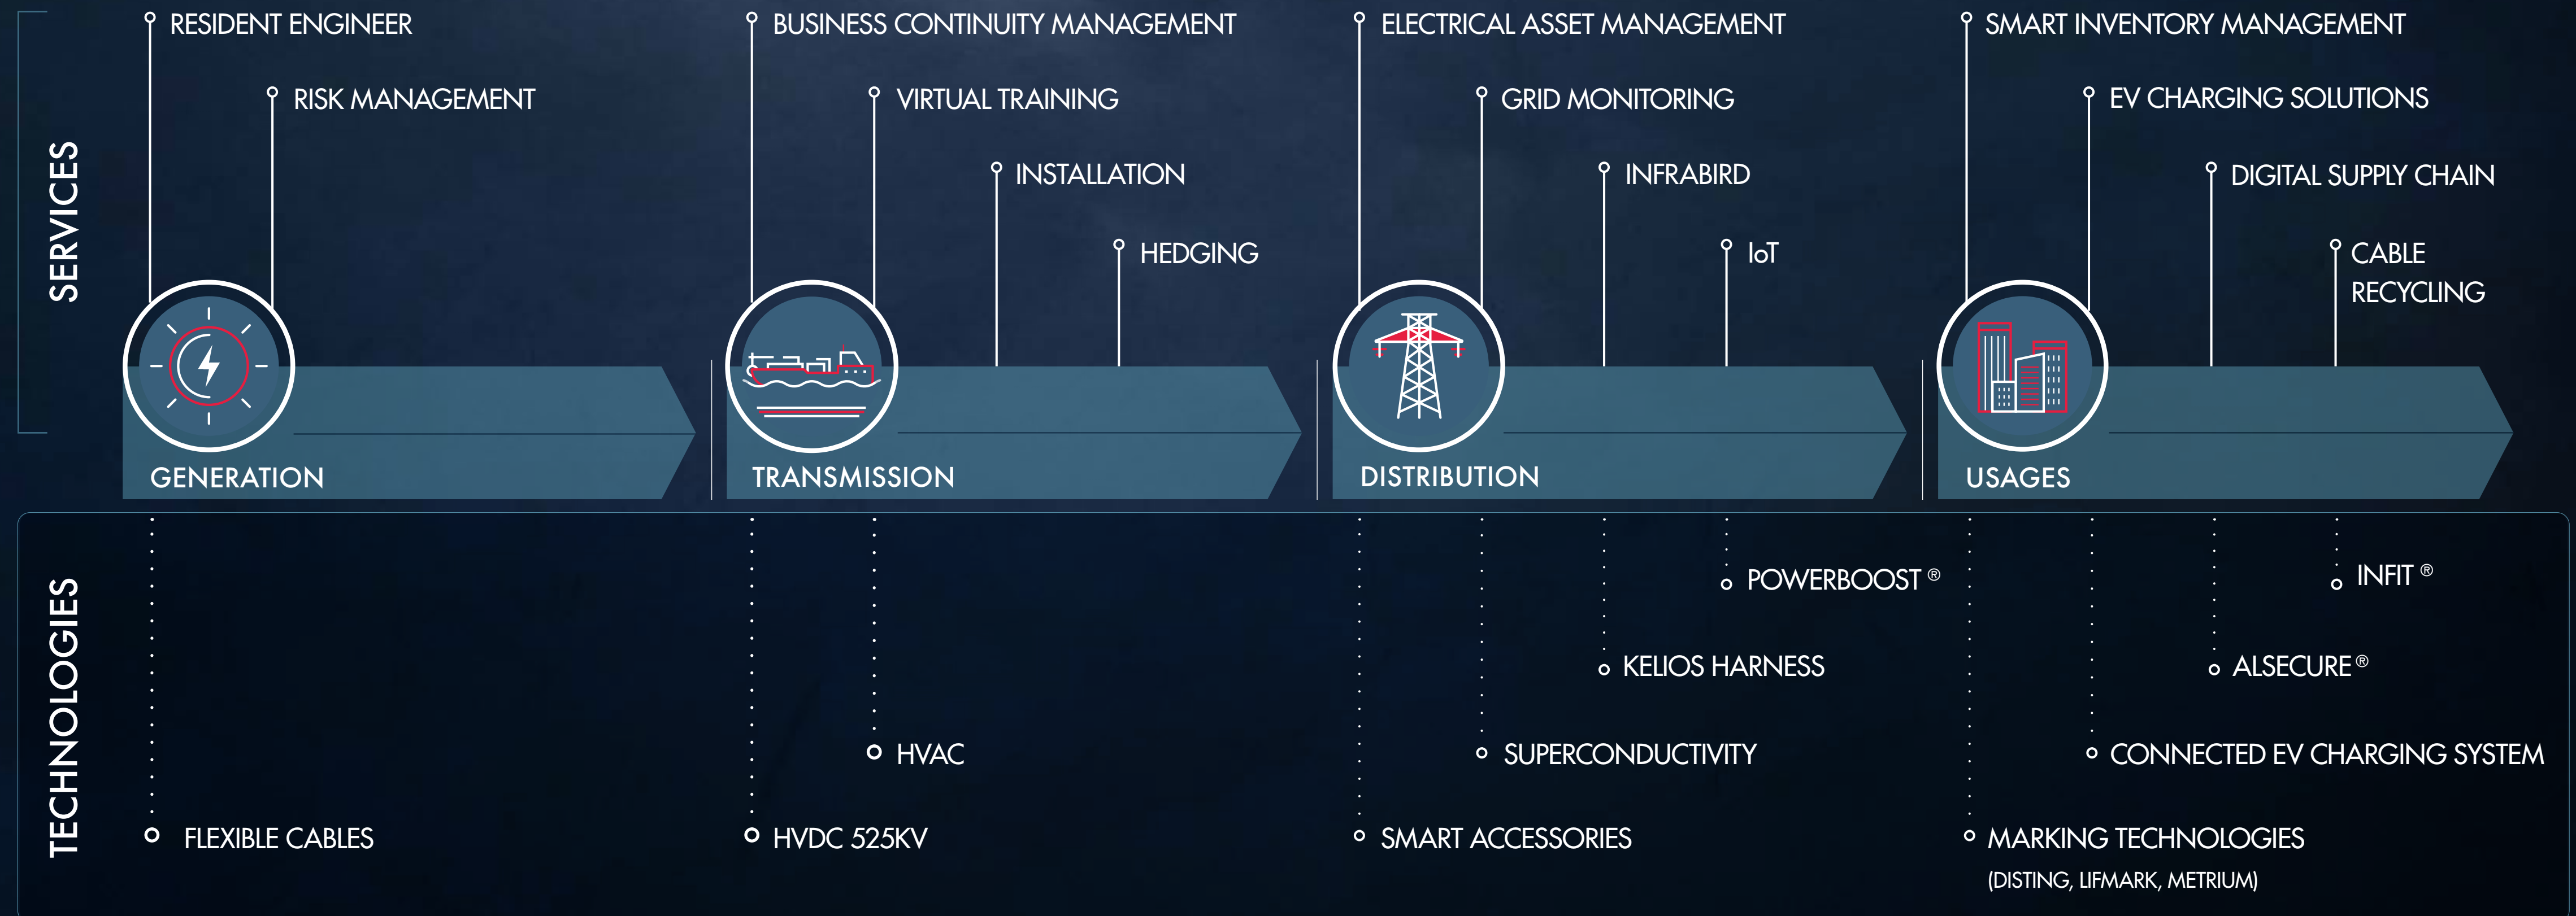 SERVICES
RESIDENT ENGINEER
RISK MANAGEMENT
BUSINESS CONTINUITY MANAGEMENT
VIRTUAL TRAINING
INSTALLATION
HEDGING
ELECTRICAL ASSET MANAGEMENT
GRID MONITORING
INFRABIRD
IoT
SMART INVENTORY MANAGEMENT
EV CHARGING SOLUTIONS
DIGITAL SUPPLY CHAIN
CABLE
RECYCLING
GENERATION
TRANSMISSION
DISTRIBUTION
USAGES
TECHNOLOGIES
FLEXIBLE CABLES
HVAC
HVDC 525KV
POWERBOOST ®
KELIOS HARNESS
SUPERCONDUCTIVITY
SMART ACCESSORIES
INFIT ®
ALSECURE ®
CONNECTED EV CHARGING SYSTEM
MARKING TECHNOLOGIES
(DISTING, LIFMARK, METRIUM)